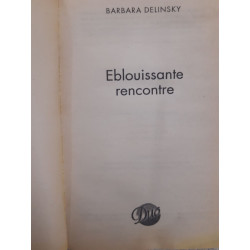 BARBARA DELINSKY
Eblouissante
rencontre
Duo